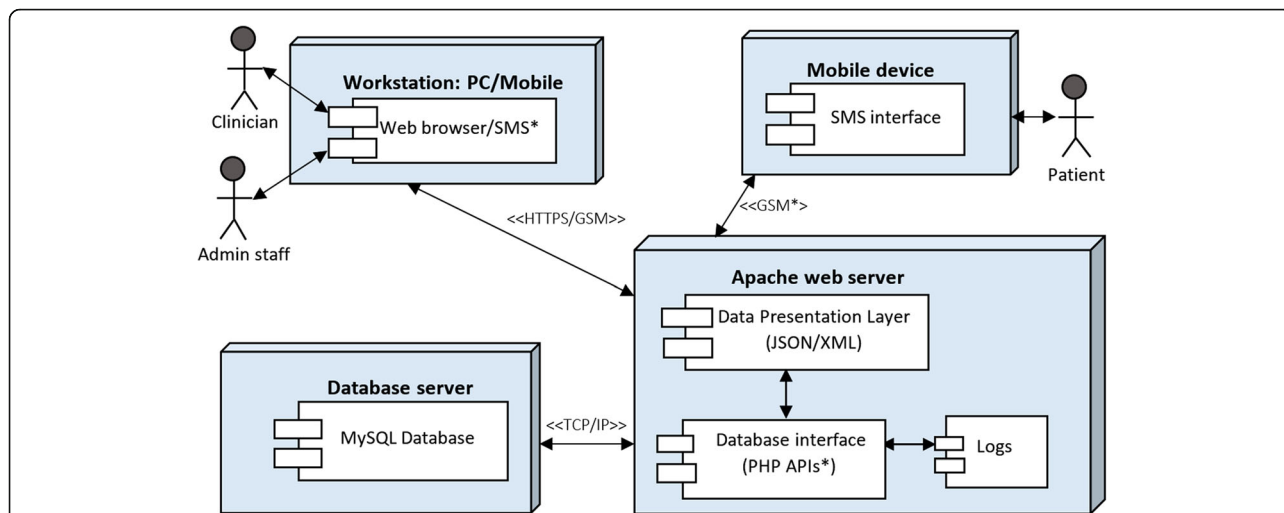 Workstation: PC/Mobile
Web browser/SMS*
Clinician
Admin staff
Mobile device
SMS interface
Patient
<<HTTPS/GSM>>
<<GSM*>
Apache web server
Data Presentation Layer
(JSON/XML)
Database server
MySQL Database
<<TCP/IP>>
Database interface
(PHP APIs*)
Logs